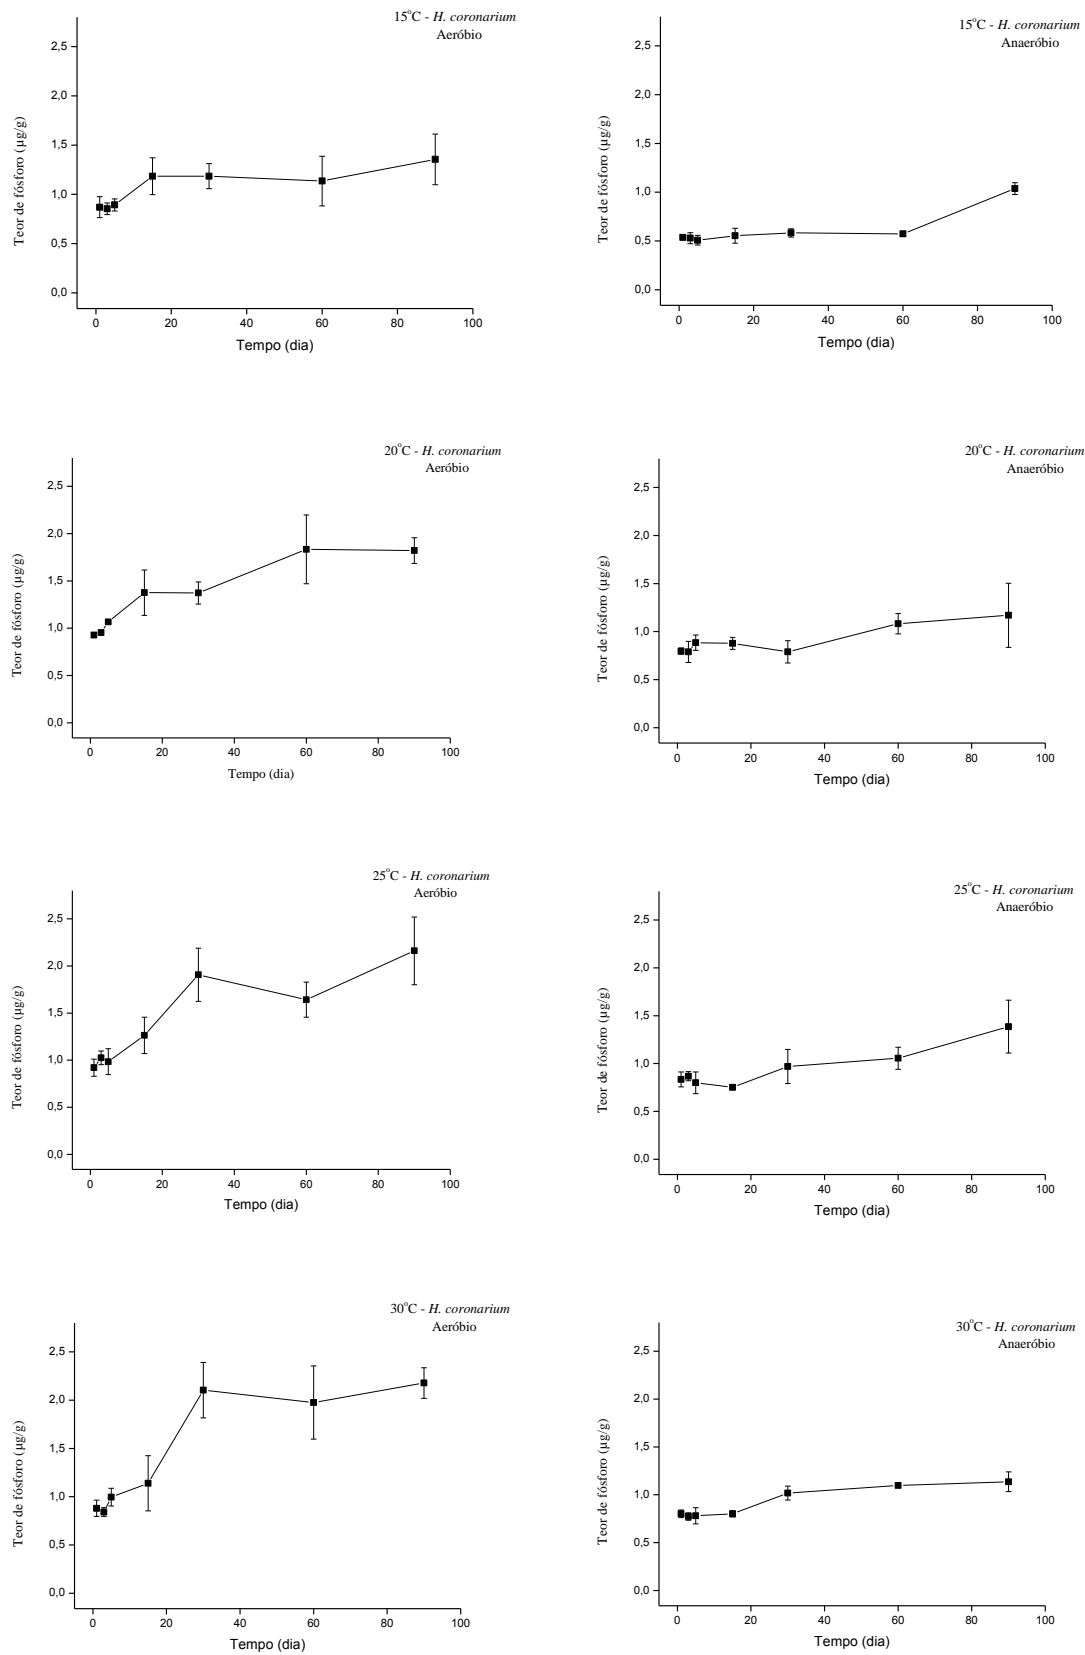 15°C - H. coronarium
Aeróbio
2,5
2,0
1,5
1,0
0,5
0,0
Teor de fósforo (µg/g)
0 20 40 60 80 100
Tempo (dia)
15°C - H. coronarium
Anaeróbio
2,5
2,0
1,5
1,0
0,5
0,0
Teor de fósforo (µg/g)
0 20 40 60 80 100
Tempo (dia)
20°C - H. coronarium
Aeróbio
2,5
2,0
1,5
1,0
0,5
0,0
Teor de fósforo (µg/g)
0 20 40 60 80 100
Tempo (dia)
20°C - H. coronarium
Anaeróbio
2,5
2,0
1,5
1,0
0,5
0,0
Teor de fósforo (µg/g)
0 20 40 60 80 100
Tempo (dia)
25°C - H. coronarium
Aeróbio
2,5
2,0
1,5
1,0
0,5
0,0
Teor de fósforo (µg/g)
0 20 40 60 80 100
Tempo (dia)
25°C - H. coronarium
Anaeróbio
2,5
2,0
1,5
1,0
0,5
0,0
Teor de fósforo (µg/g)
0 20 40 60 80 100
Tempo (dia)
30°C - H. coronarium
Aeróbio
2,5
2,0
1,5
1,0
0,5
0,0
Teor de fósforo (µg/g)
0 20 40 60 80 100
Tempo (dia)
30°C - H. coronarium
Anaeróbio
2,5
2,0
1,5
1,0
0,5
0,0
Teor de fósforo (µg/g)
0 20 40 60 80 100
Tempo (dia)